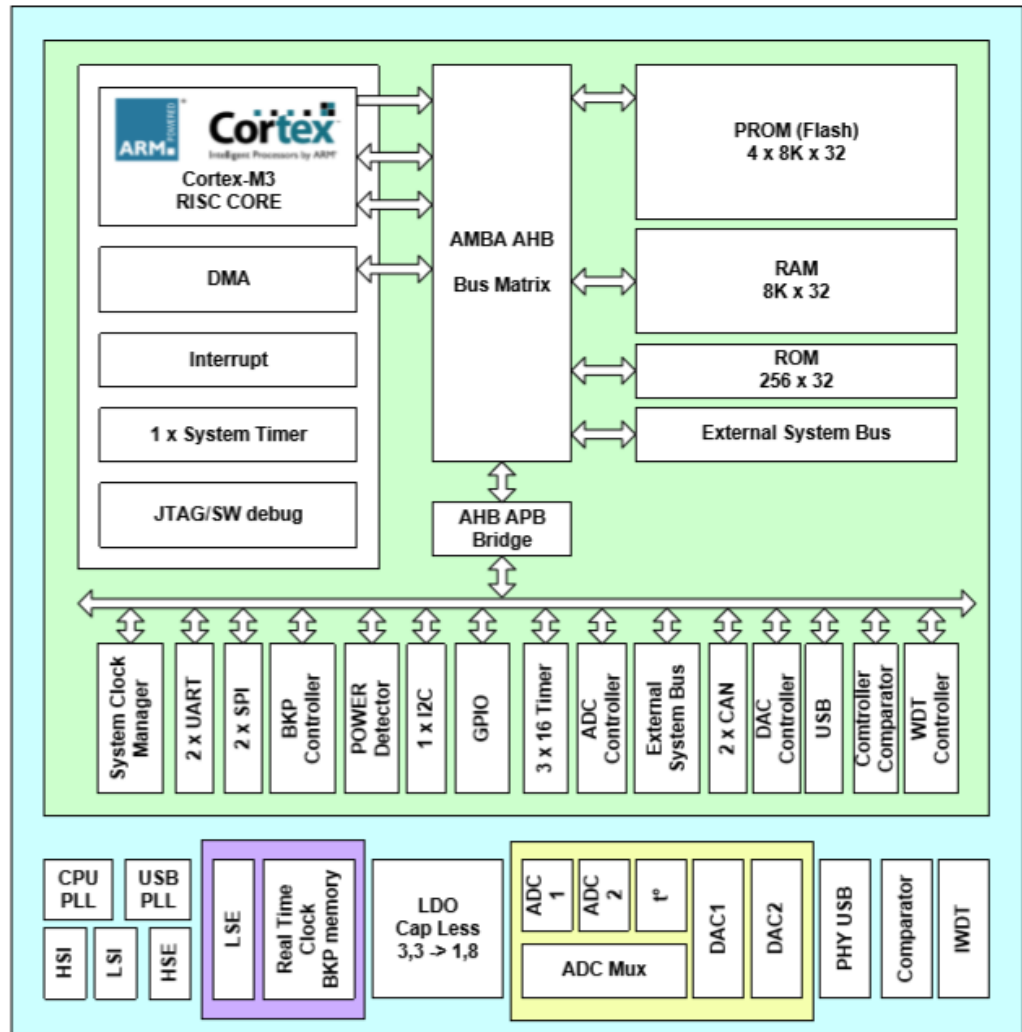 ARM
POWERED
®
Cortex
Intelligent Processors by ARM®
Cortex-M3
RISC CORE
DMA
Interrupt
1 x System Timer
JTAG/SW debug
AMBA AHB
Bus Matrix
PROM (Flash)
4 x 8K x 32
RAM
8K x 32
ROM
256 x 32
External System Bus
AHB APB
Bridge
System Clock
Manager
2 x UART
2 x SPI
BKP
Controller
POWER
Detector
1 x I2C
GPIO
3 x 16 Timer
ADC
Controller
External
System Bus
2 x CAN
DAC
Controller
USB
Comtroller
Comparator
WDT
Controller
CPU
PLL
USB
PLL
HSI
LSI
HSE
LSE
Real Time
Clock
BKP memory
LDO
Cap Less
3,3 -> 1,8
ADC
1
ADC
2
tº
ADC Mux
DAC1
DAC2
PHY USB
Comparator
IWDT